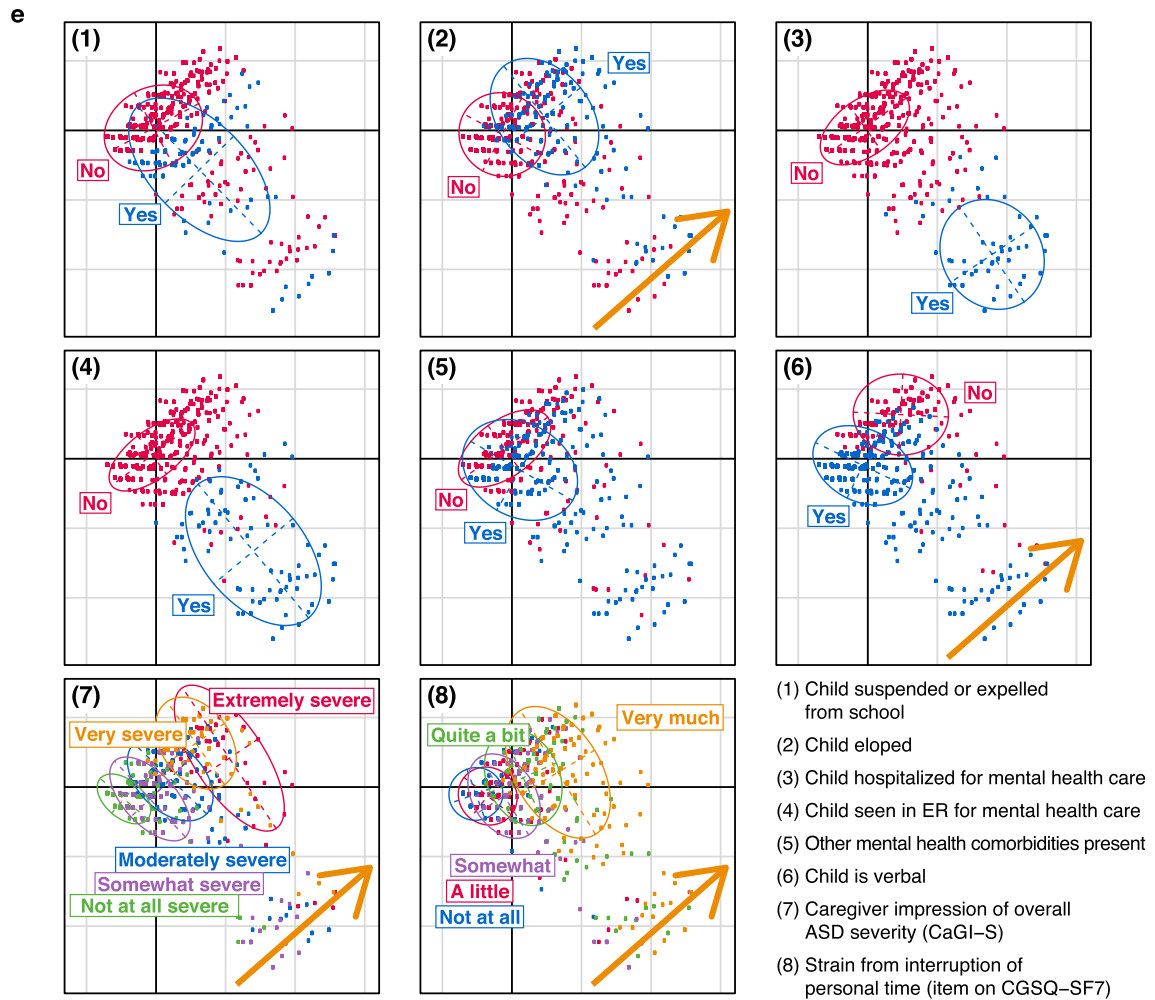 e
(1)
No
Yes
(2)
Yes
No
(3)
No
Yes
(4)
No
Yes
(5)
No
Yes
(6)
No
Yes
(7)
Extremely severe
Very severe
Moderately severe
Somewhat severe
Not at all severe
(8)
Very much
Quite a bit
Somewhat
A little
Not at all
(1) Child suspended or expelled
from school
(2) Child eloped
(3) Child hospitalized for mental health care
(4) Child seen in ER for mental health care
(5) Other mental health comorbidities present
(6) Child is verbal
(7) Caregiver impression of overall
ASD severity (CaGI−S)
(8) Strain from interruption of
personal time (item on CGSQ−SF7)